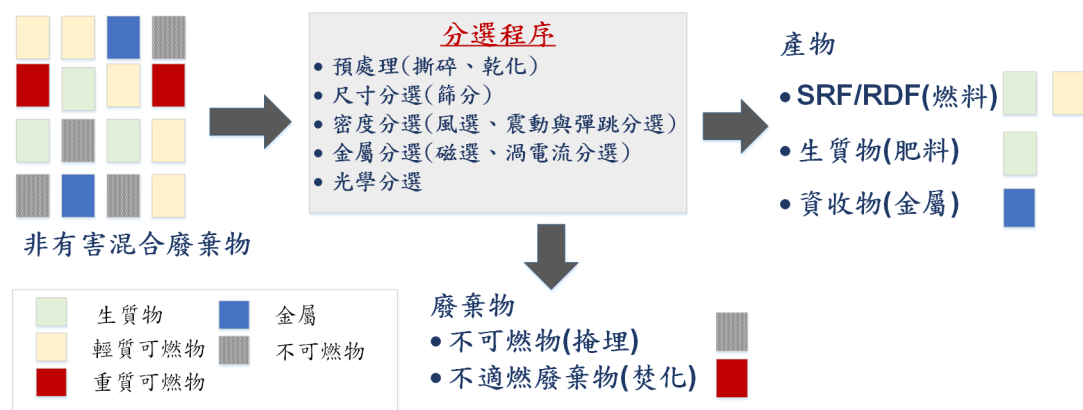 分選程序
• 預處理(撕碎、乾化)
• 尺寸分選(篩分)
• 密度分選(風選、震動與彈跳分選)
• 金屬分選(磁選、渦電流分選)
• 光學分選
產物
• SRF/RDF(燃料)
• 生質物(肥料)
• 資收物(金屬)
非有害混合廢棄物
廢棄物
• 不可燃物(掩埋)
• 不適燃廢棄物(焚化)
生質物
金屬
輕質可燃物
不可燃物
重質可燃物